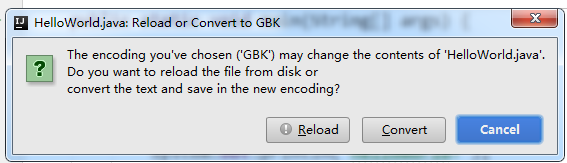 HelloWorld.java: Reload or Convert to GBK
The encoding you've chosen ('GBK') may change the contents of 'HelloWorld.java'.
Do you want to reload the file from disk or
convert the text and save in the new encoding?
Reload
Convert
Cancel